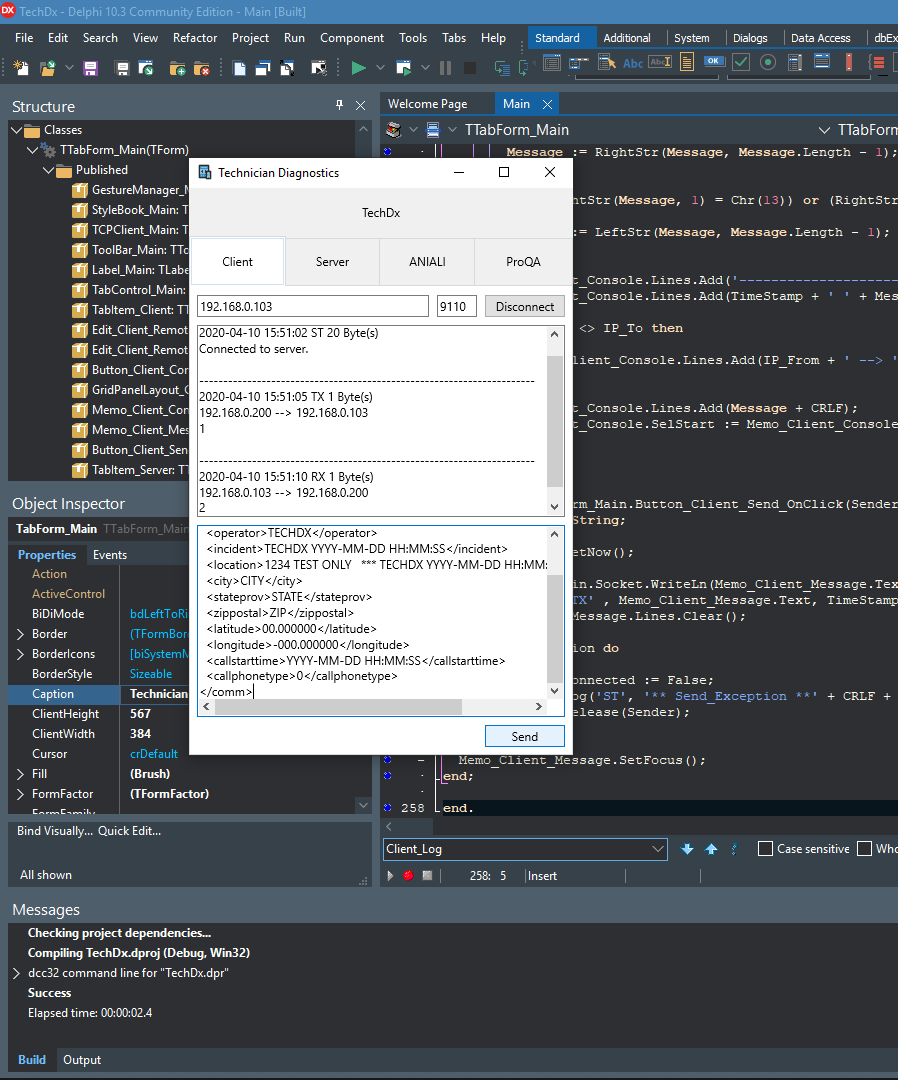 DX TechDx - Delphi 10.3 Community Edition - Main [Built]
File Edit Search View Refactor Project Run Component Tools Tabs Help
Standard Additional System Dialogs Data Access dbEx
Abc OK
Structure
Classes
TTabForm_Main(TForm)
Published
GestureManager_M
StyleBook_Main: T
TCPClient_Main: T
ToolBar_Main: TTo
Label_Main: TLabe
TabControl_Main:
TabItem_Client: T
Edit_Client_Remot
Edit_Client_Remot
Button_Client_Con
GridPanelLayout_C
Memo_Client_Con
Memo_Client_Mes
Button_Client_Sen
TabItem_Server: TT
Object Inspector
TabForm_Main TTabForm_Main
Properties Events
Action
ActiveControl
BiDiMode bdLeftToRi
Border (TFormBor
BorderIcons [biSystemM
BorderStyle Sizeable
Caption Technician
ClientHeight 567
ClientWidth 384
Cursor crDefault
Fill (Brush)
FormFactor (TFormFactor)
FormFamily
Bind Visually... Quick Edit...
All shown
Technician Diagnostics
TechDx
Client Server ANIALI ProQA
192.168.0.103 9110 Disconnect
2020-04-10 15:51:02 ST 20 Byte(s)
Connected to server.
--------------------------------------------------------------------
2020-04-10 15:51:05 TX 1 Byte(s)
192.168.0.200 --> 192.168.0.103
1
--------------------------------------------------------------------
2020-04-10 15:51:10 RX 1 Byte(s)
192.168.0.103 --> 192.168.0.200
2
<operator>TECHDX</operator>
<incident>TECHDX YYYY-MM-DD HH:MM:SS</incident>
<location>1234 TEST ONLY   *** TECHDX YYYY-MM-DD HH:MM:
<city>CITY</city>
<stateprov>STATE</stateprov>
<zippostal>ZIP</zippostal>
<latitude>00.000000</latitude>
<longitude>-000.000000</longitude>
<callstarttime>YYYY-MM-DD HH:MM:SS</callstarttime>
<callphonetype>0</callphonetype>
</comm>
Send
Welcome Page Main
TTabForm_Main TTabForm
Message := RightStr(Message, Message.Length - 1);
htStr(Message, 1) = Chr(13)) or (RightStr
:= LeftStr(Message, Message.Length - 1);
t_Console.Lines.Add('--------------------
t_Console.Lines.Add(TimeStamp + ' ' + Mes
<> IP_To then
lient_Console.Lines.Add(IP_From + ' --> '
t_Console.Lines.Add(Message + CRLF);
t_Console.SelStart := Memo_Client_Console
rm_Main.Button_Client_Send_OnClick(Sender
String;
etNow();
in.Socket.WriteLn(Memo_Client_Message.Tex
TX' , Memo_Client_Message.Text, TimeStamp
Message.Lines.Clear();
ion do
onnected := False;
og('ST', '** Send_Exception **' + CRLF +
elease(Sender);
Memo_Client_Message.SetFocus();
end;
258 end.
Client_Log Case sensitive Who
258: 5 Insert
Messages
Checking project dependencies...
Compiling TechDx.dproj (Debug, Win32)
dcc32 command line for "TechDx.dpr"
Success
Elapsed time: 00:00:02.4
Build Output